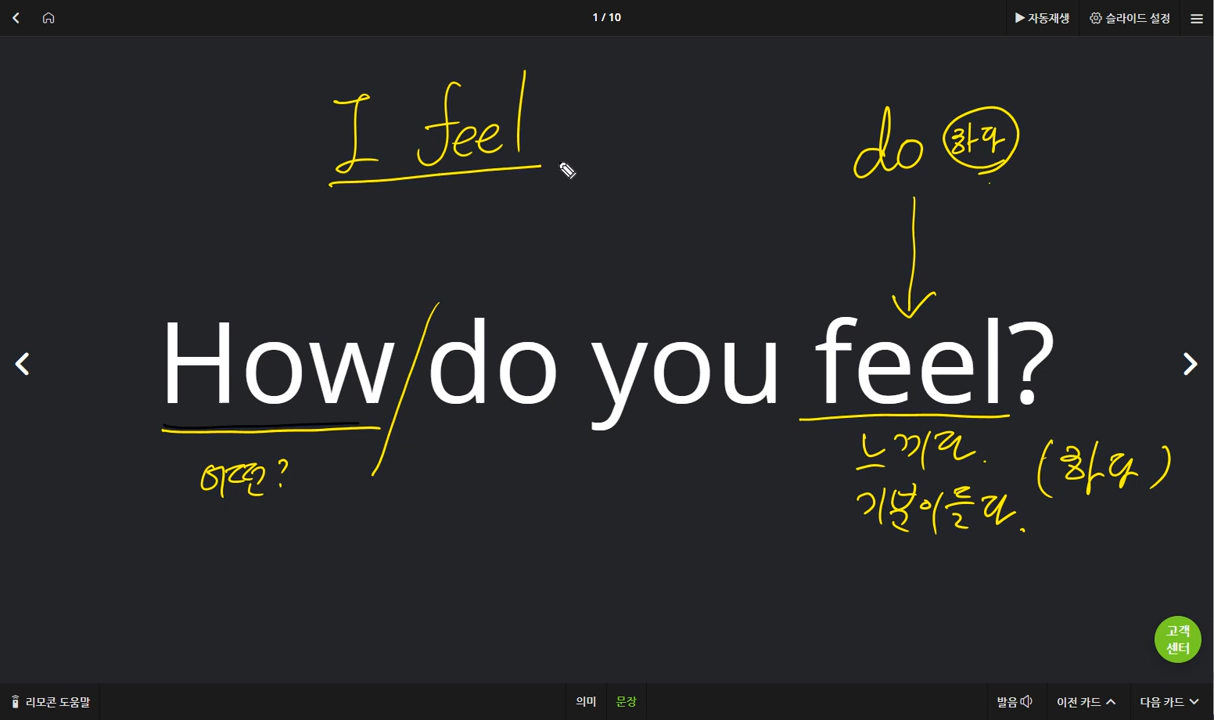 1 / 10
자동재생
슬라이드 설정
I feel
do 하다
How do you feel?
어떤?
느끼다.
(하다)
기분이 들다.
고객
센터
리모콘 도움말
의미
문장
발음
이전 카드
다음 카드